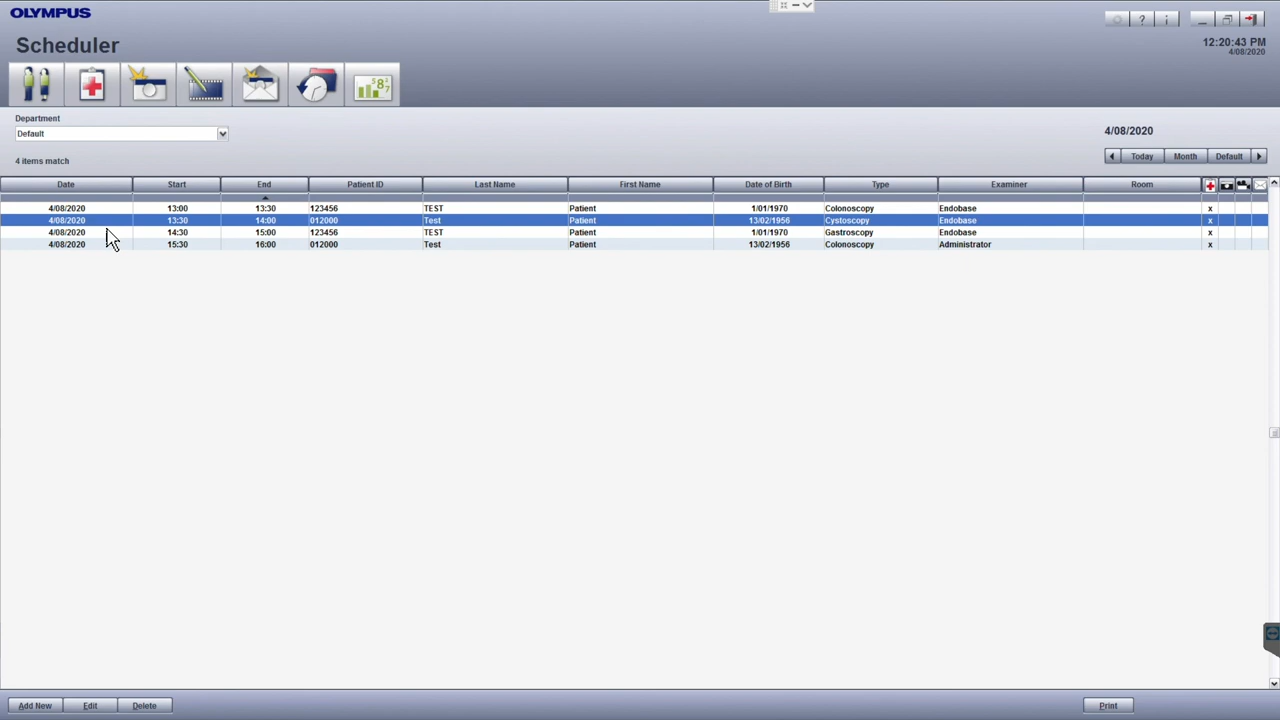 OLYMPUS
Scheduler
12:20:43 PM
4/08/2020
Department
Default
4/08/2020
4 items match
Today Month Default
Date Start End Patient ID Last Name First Name Date of Birth Type Examiner Room
4/08/2020 13:00 13:30 123456 TEST Patient 1/01/1970 Colonoscopy Endobase x
4/08/2020 13:30 14:00 012000 Test Patient 13/02/1956 Cystoscopy Endobase x
4/08/2020 14:30 15:00 123456 TEST Patient 1/01/1970 Gastroscopy Endobase x
4/08/2020 15:30 16:00 012000 Test Patient 13/02/1956 Colonoscopy Administrator x
Add New Edit Delete Print